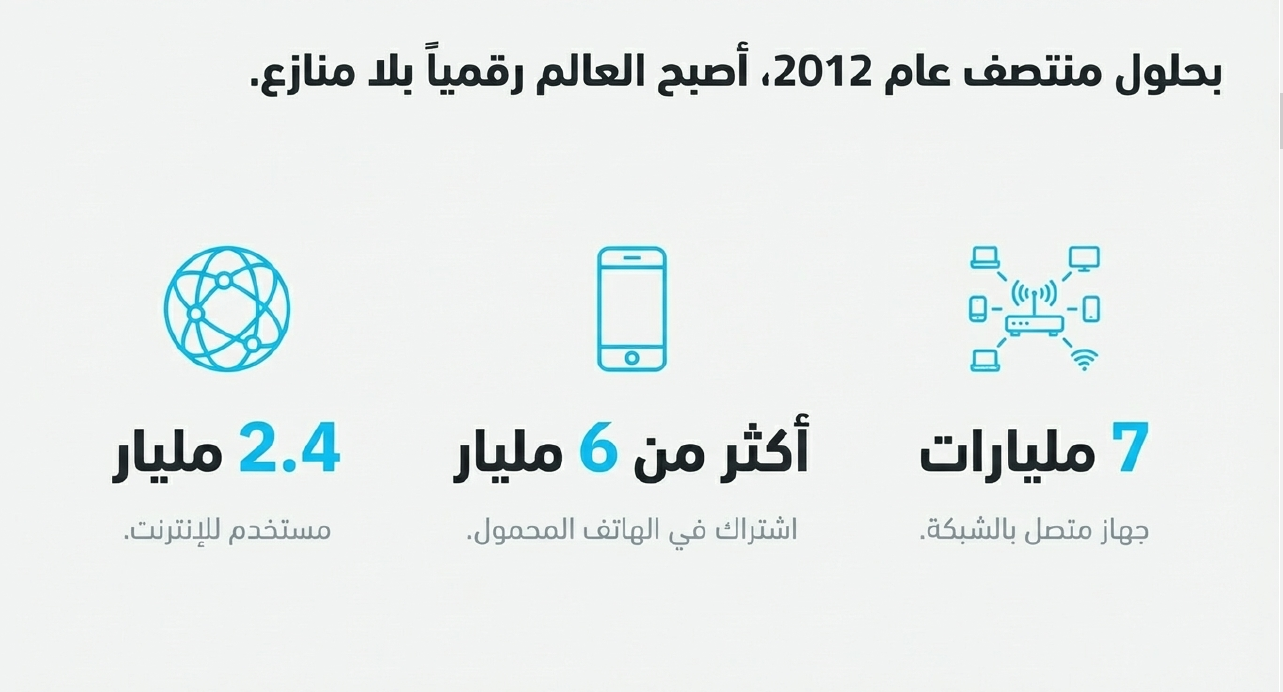 بحلول منتصف عام 2012، أصبح العالم رقمياً بلا منازع.
7 مليارات
جهاز متصل بالشبكة.
أكثر من 6 مليار
اشتراك في الهاتف المحمول.
2.4 مليار
مستخدم للإنترنت.